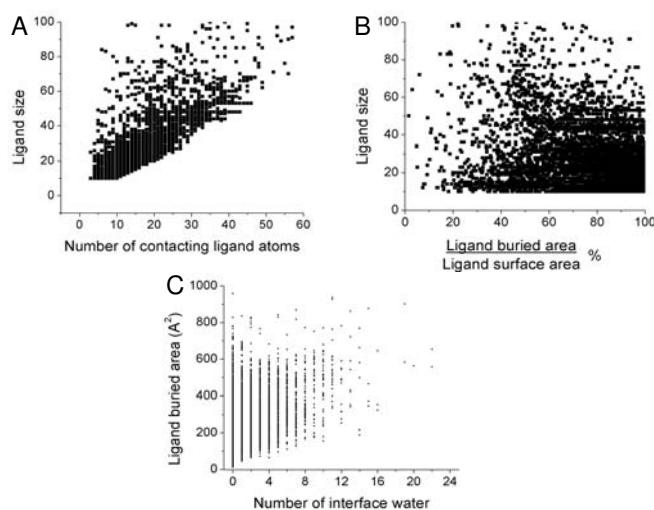 A
100
80
60
40
20
0
Ligand size
0 10 20 30 40 50 60
Number of contacting ligand atoms
B
100
80
60
40
20
0
Ligand size
0 20 40 60 80 100
Ligand buried area
Ligand surface area %
C
1000
800
600
400
200
0
Ligand buried area (A²)
0 4 8 12 16 20 24
Number of interface water